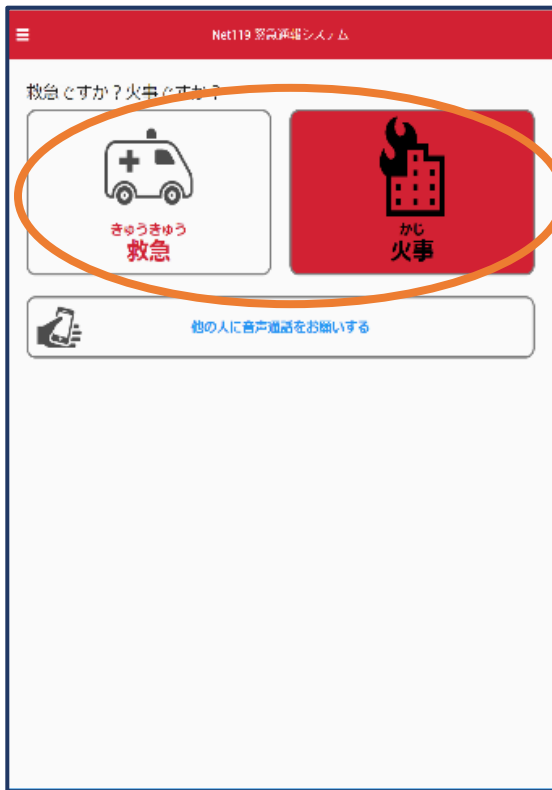 Net119 緊急通報システム
救急ですか？火事ですか？
きゅうきゅう
救急
かじ
火事
他の人に音声通話をお願いする